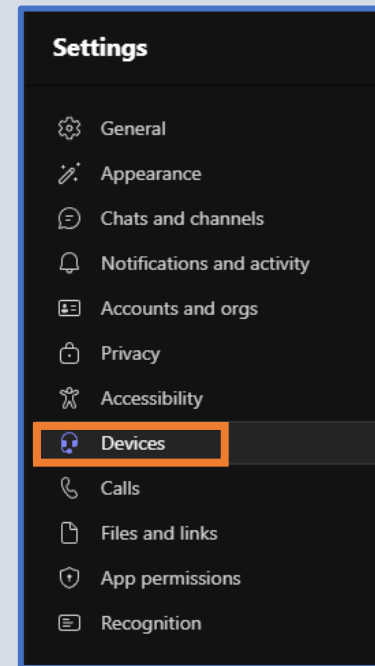 Settings
General
Appearance
Chats and channels
Notifications and activity
Accounts and orgs
Privacy
Accessibility
Devices
Calls
Files and links
App permissions
Recognition